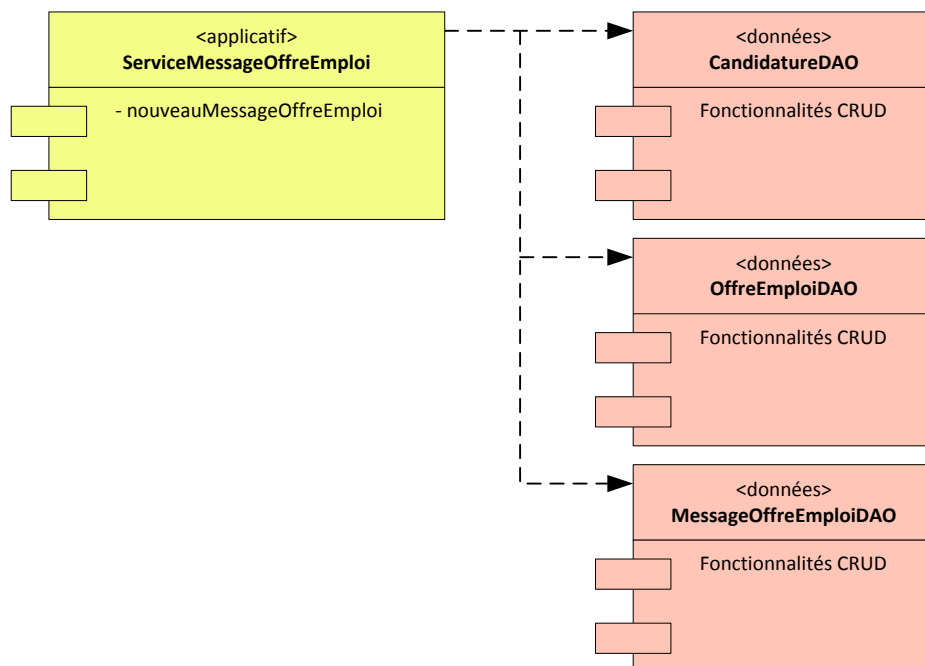 <applicatif>
ServiceMessageOffreEmploi
- nouveauMessageOffreEmploi
<données>
CandidatureDAO
Fonctionnalités CRUD
<données>
OffreEmploiDAO
Fonctionnalités CRUD
<données>
MessageOffreEmploiDAO
Fonctionnalités CRUD